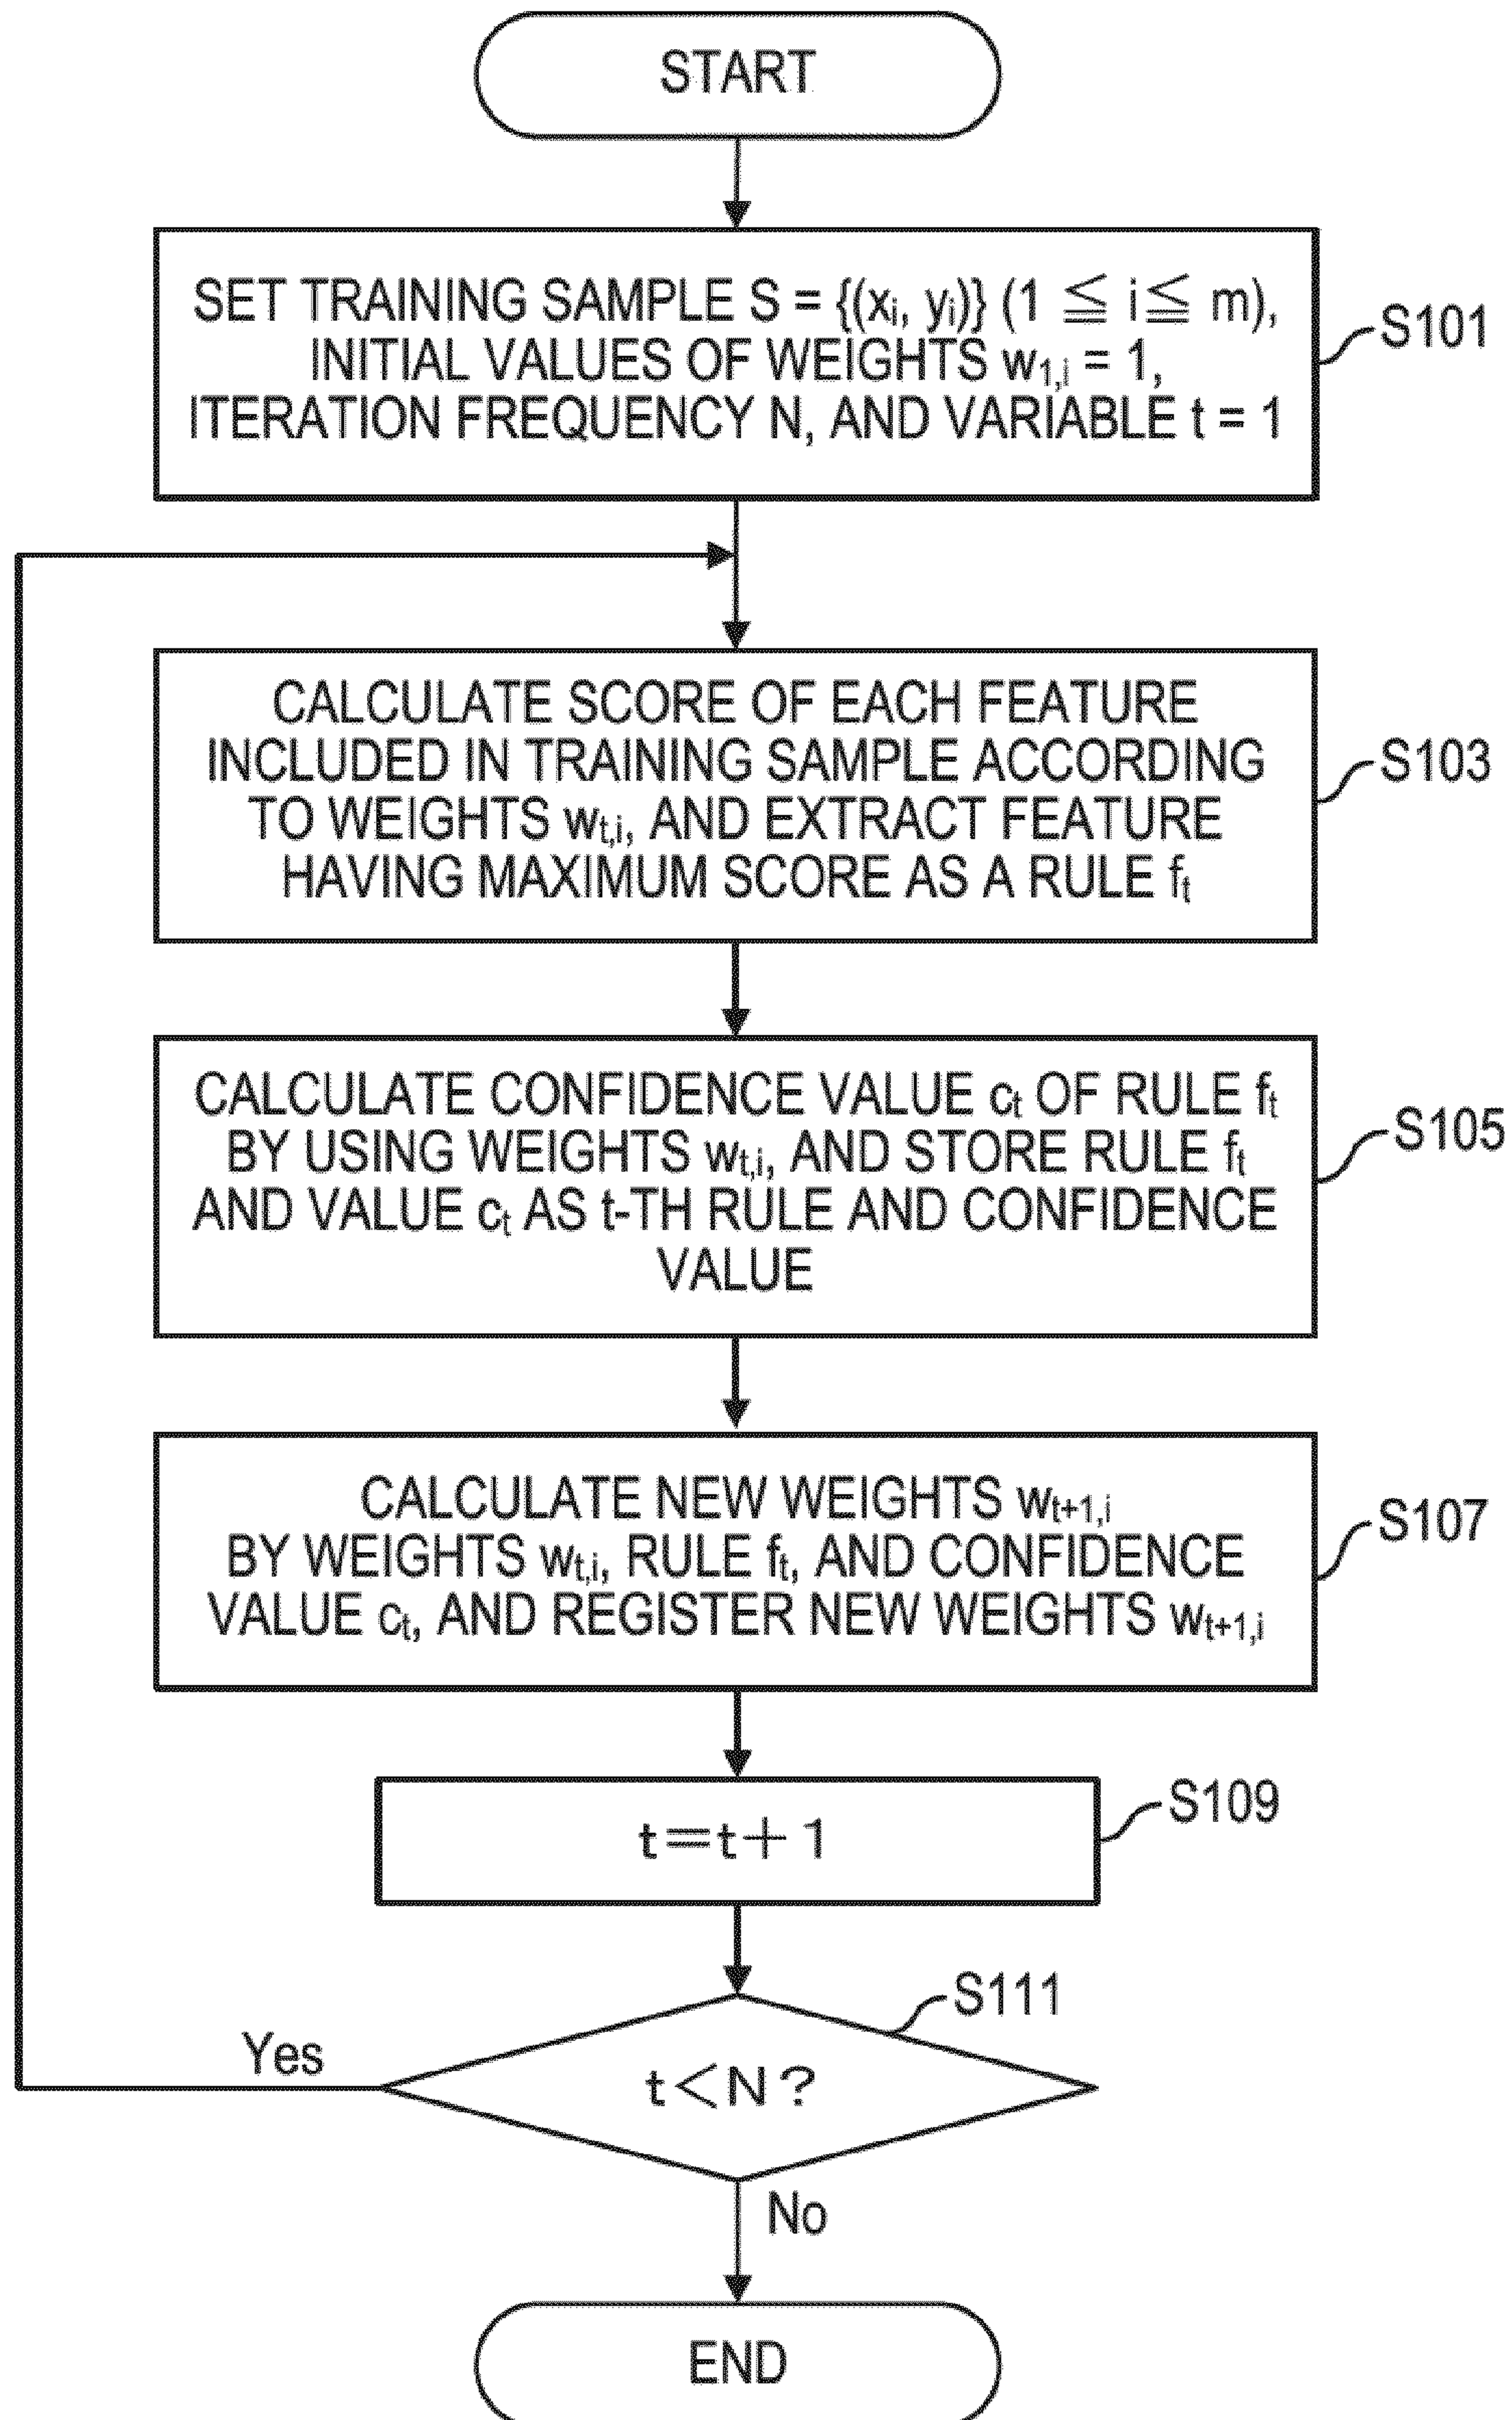 START
SET TRAINING SAMPLE S = {(xᵢ, yᵢ)} (1 ≦ i ≦ m),
INITIAL VALUES OF WEIGHTS w₁,ᵢ = 1,
ITERATION FREQUENCY N, AND VARIABLE t = 1
S101
CALCULATE SCORE OF EACH FEATURE
INCLUDED IN TRAINING SAMPLE ACCORDING
TO WEIGHTS wₜ,ᵢ, AND EXTRACT FEATURE
HAVING MAXIMUM SCORE AS A RULE fₜ
S103
CALCULATE CONFIDENCE VALUE cₜ OF RULE fₜ
BY USING WEIGHTS wₜ,ᵢ, AND STORE RULE fₜ
AND VALUE cₜ AS t-TH RULE AND CONFIDENCE
VALUE
S105
CALCULATE NEW WEIGHTS wₜ₊₁,ᵢ
BY WEIGHTS wₜ,ᵢ, RULE fₜ, AND CONFIDENCE
VALUE cₜ, AND REGISTER NEW WEIGHTS wₜ₊₁,ᵢ
S107
t=t+1
S109
S111
t<N?
Yes
No
END